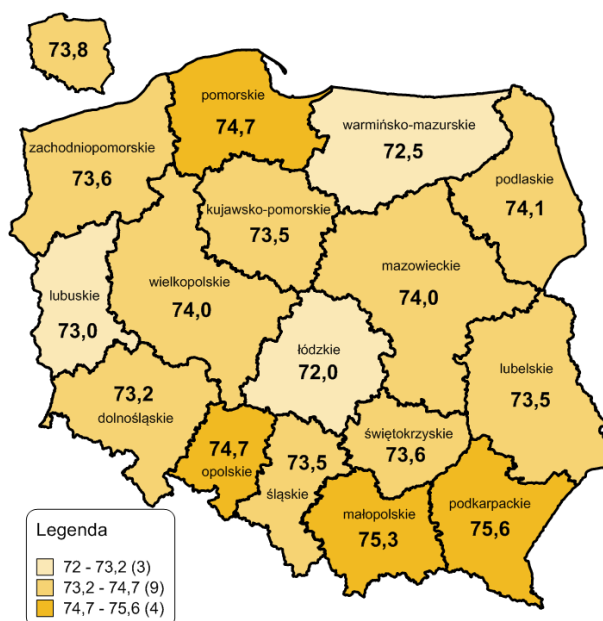 73,8
pomorskie
74,7
warmińsko-mazurskie
72,5
zachodniopomorskie
73,6
podlaskie
74,1
kujawsko-pomorskie
73,5
mazowieckie
74,0
wielkopolskie
74,0
lubuskie
73,0
łódzkie
72,0
lubelskie
73,5
73,2
dolnośląskie
świętokrzyskie
73,6
74,7
opolskie
73,5
śląskie
małopolskie
75,3
podkarpackie
75,6
Legenda
72 - 73,2 (3)
73,2 - 74,7 (9)
74,7 - 75,6 (4)